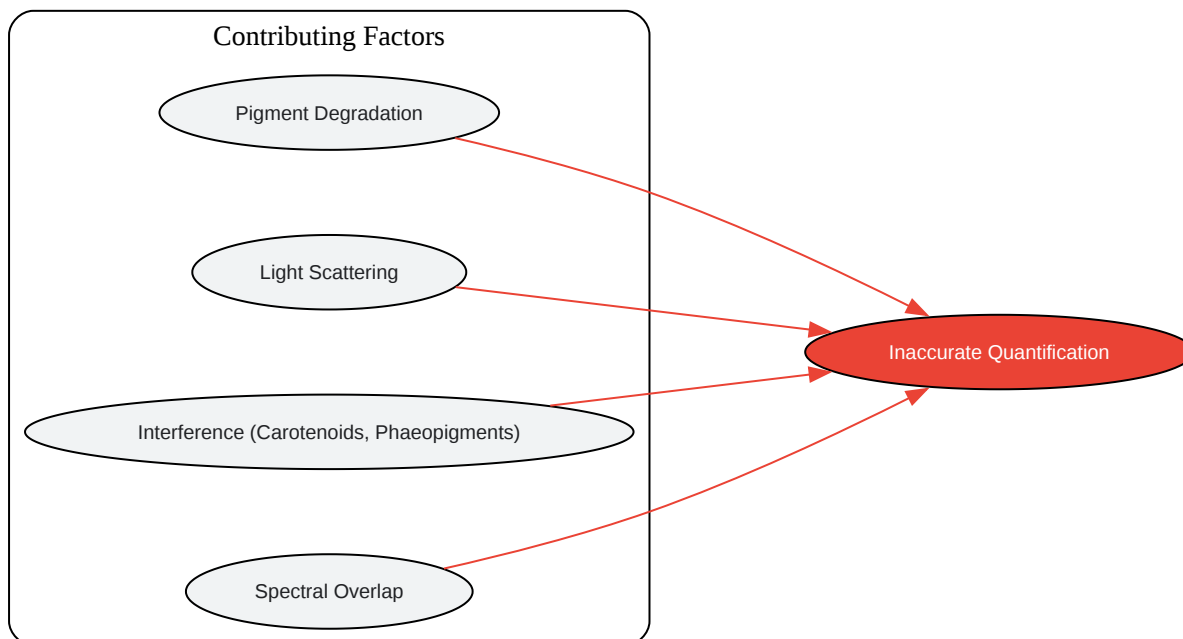 Contributing Factors
Pigment Degradation
Light Scattering
Inaccurate Quantification
Interference (Carotenoids, Phaeopigments)
Spectral Overlap